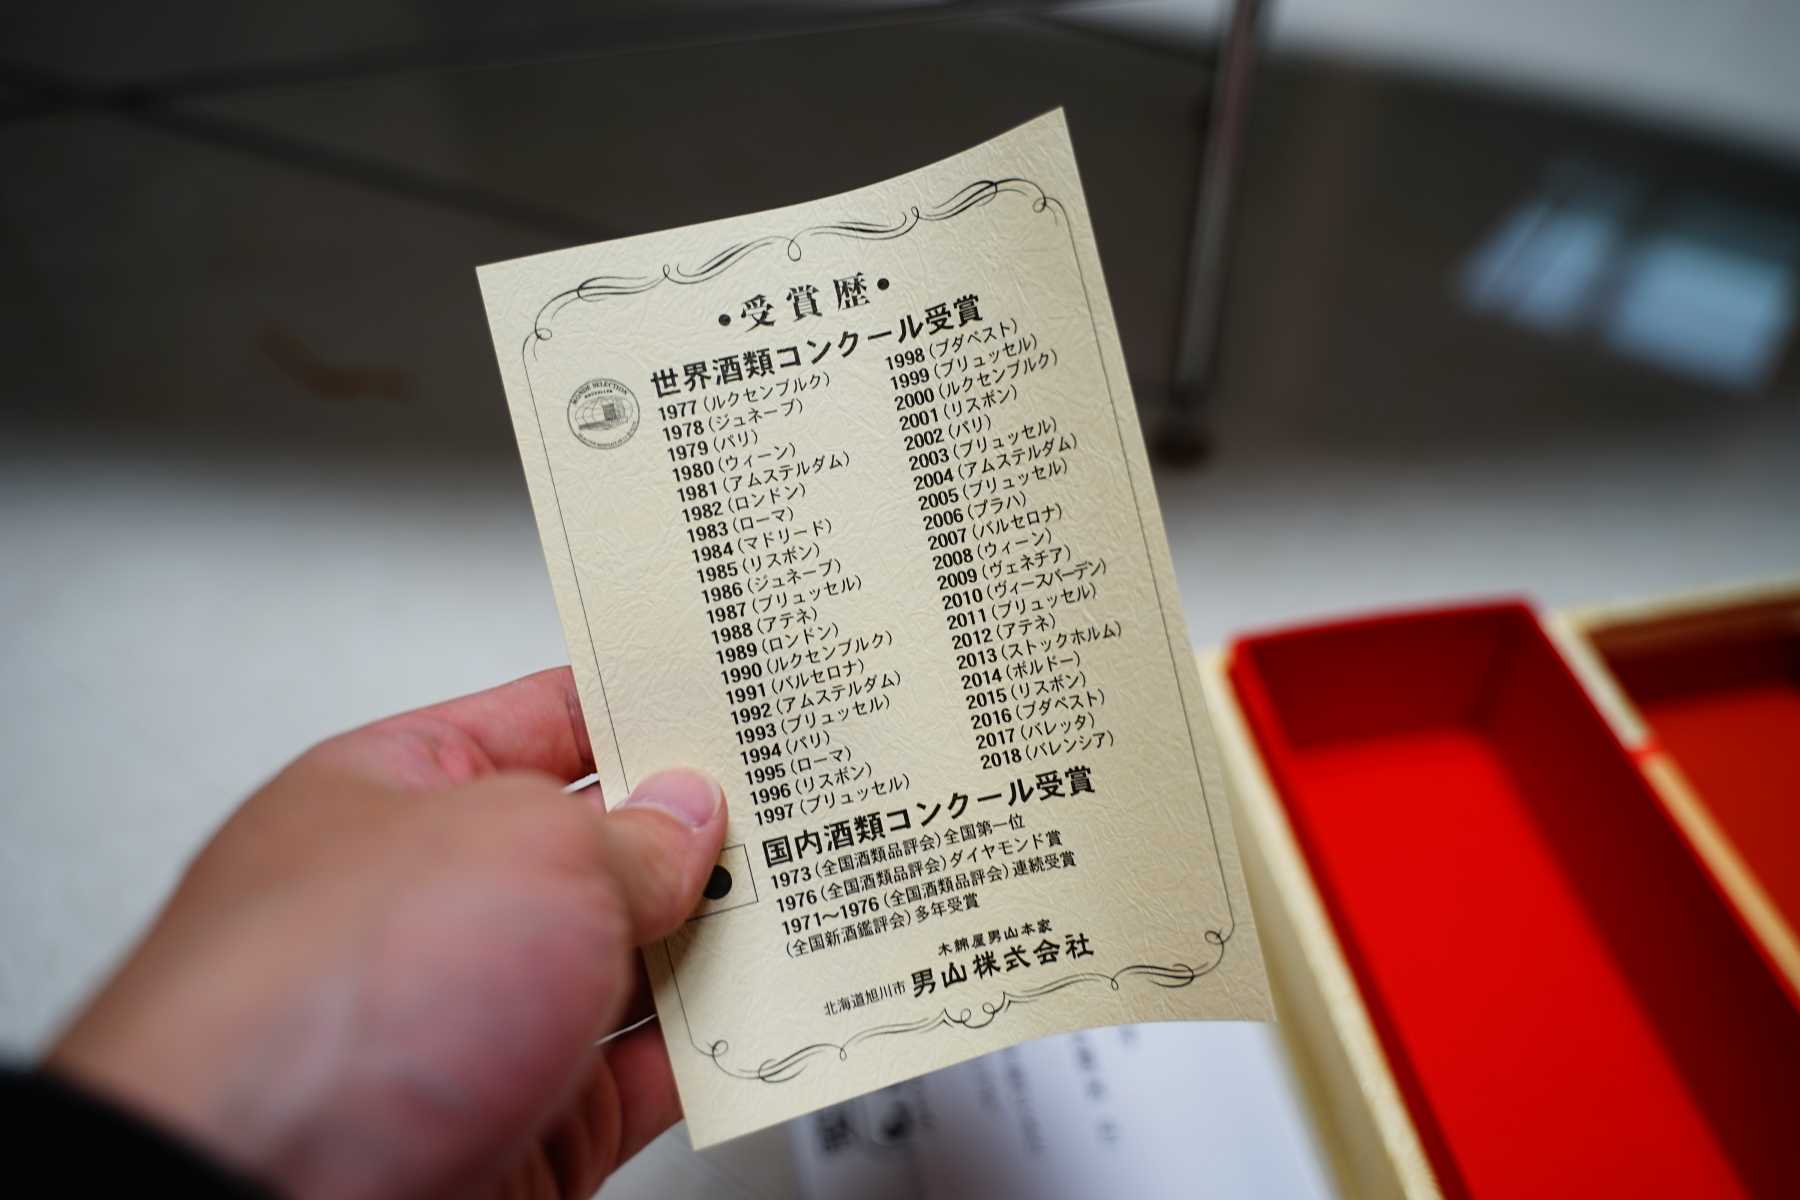 •受賞歴•
世界酒類コンクール受賞
MONDE SELECTION
BRUXELLES
1977(ルクセンブルク)
1978(ジュネーブ)
1979(パリ)
1980(ウィーン)
1981(アムステルダム)
1982(ロンドン)
1983(ローマ)
1984(マドリード)
1985(リスボン)
1986(ジュネーブ)
1987(ブリュッセル)
1988(アテネ)
1989(ロンドン)
1990(ルクセンブルク)
1991(バルセロナ)
1992(アムステルダム)
1993(ブリュッセル)
1994(パリ)
1995(ローマ)
1996(リスボン)
1997(ブリュッセル)
1998(ブダペスト)
1999(ブリュッセル)
2000(ルクセンブルク)
2001(リスボン)
2002(パリ)
2003(ブリュッセル)
2004(アムステルダム)
2005(ブリュッセル)
2006(プラハ)
2007(バルセロナ)
2008(ウィーン)
2009(ヴェネチア)
2010(ヴィースバーデン)
2011(ブリュッセル)
2012(アテネ)
2013(ストックホルム)
2014(ボルドー)
2015(リスボン)
2016(ブダペスト)
2017(バレッタ)
2018(バレンシア)
国内酒類コンクール受賞
1973(全国酒類品評会)全国第一位
1976(全国酒類品評会)ダイヤモンド賞
1971〜1976(全国酒類品評会)連続受賞
(全国新酒鑑評会)多年受賞
木綿屋男山本家
北海道旭川市 男山株式会社